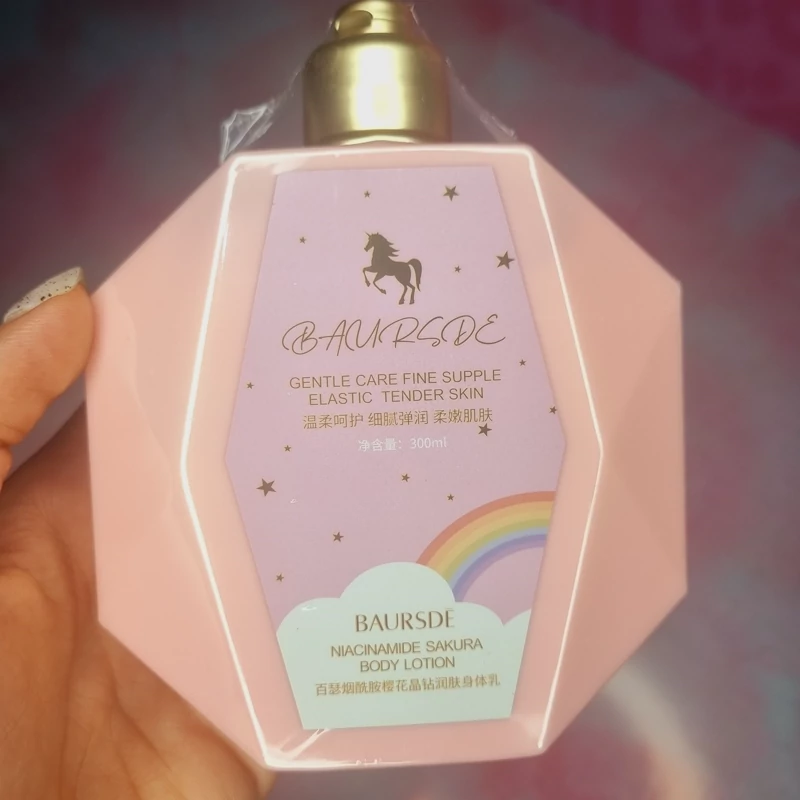 BAURSDE
GENTLE CARE FINE SUPPLE
ELASTIC TENDER SKIN
温柔呵护 细腻弹润 柔嫩肌肤
净含量：300ml
BAURSDE
NIACINAMIDE SAKURA
BODY LOTION
百瑟烟酰胺樱花晶钻润肤身体乳